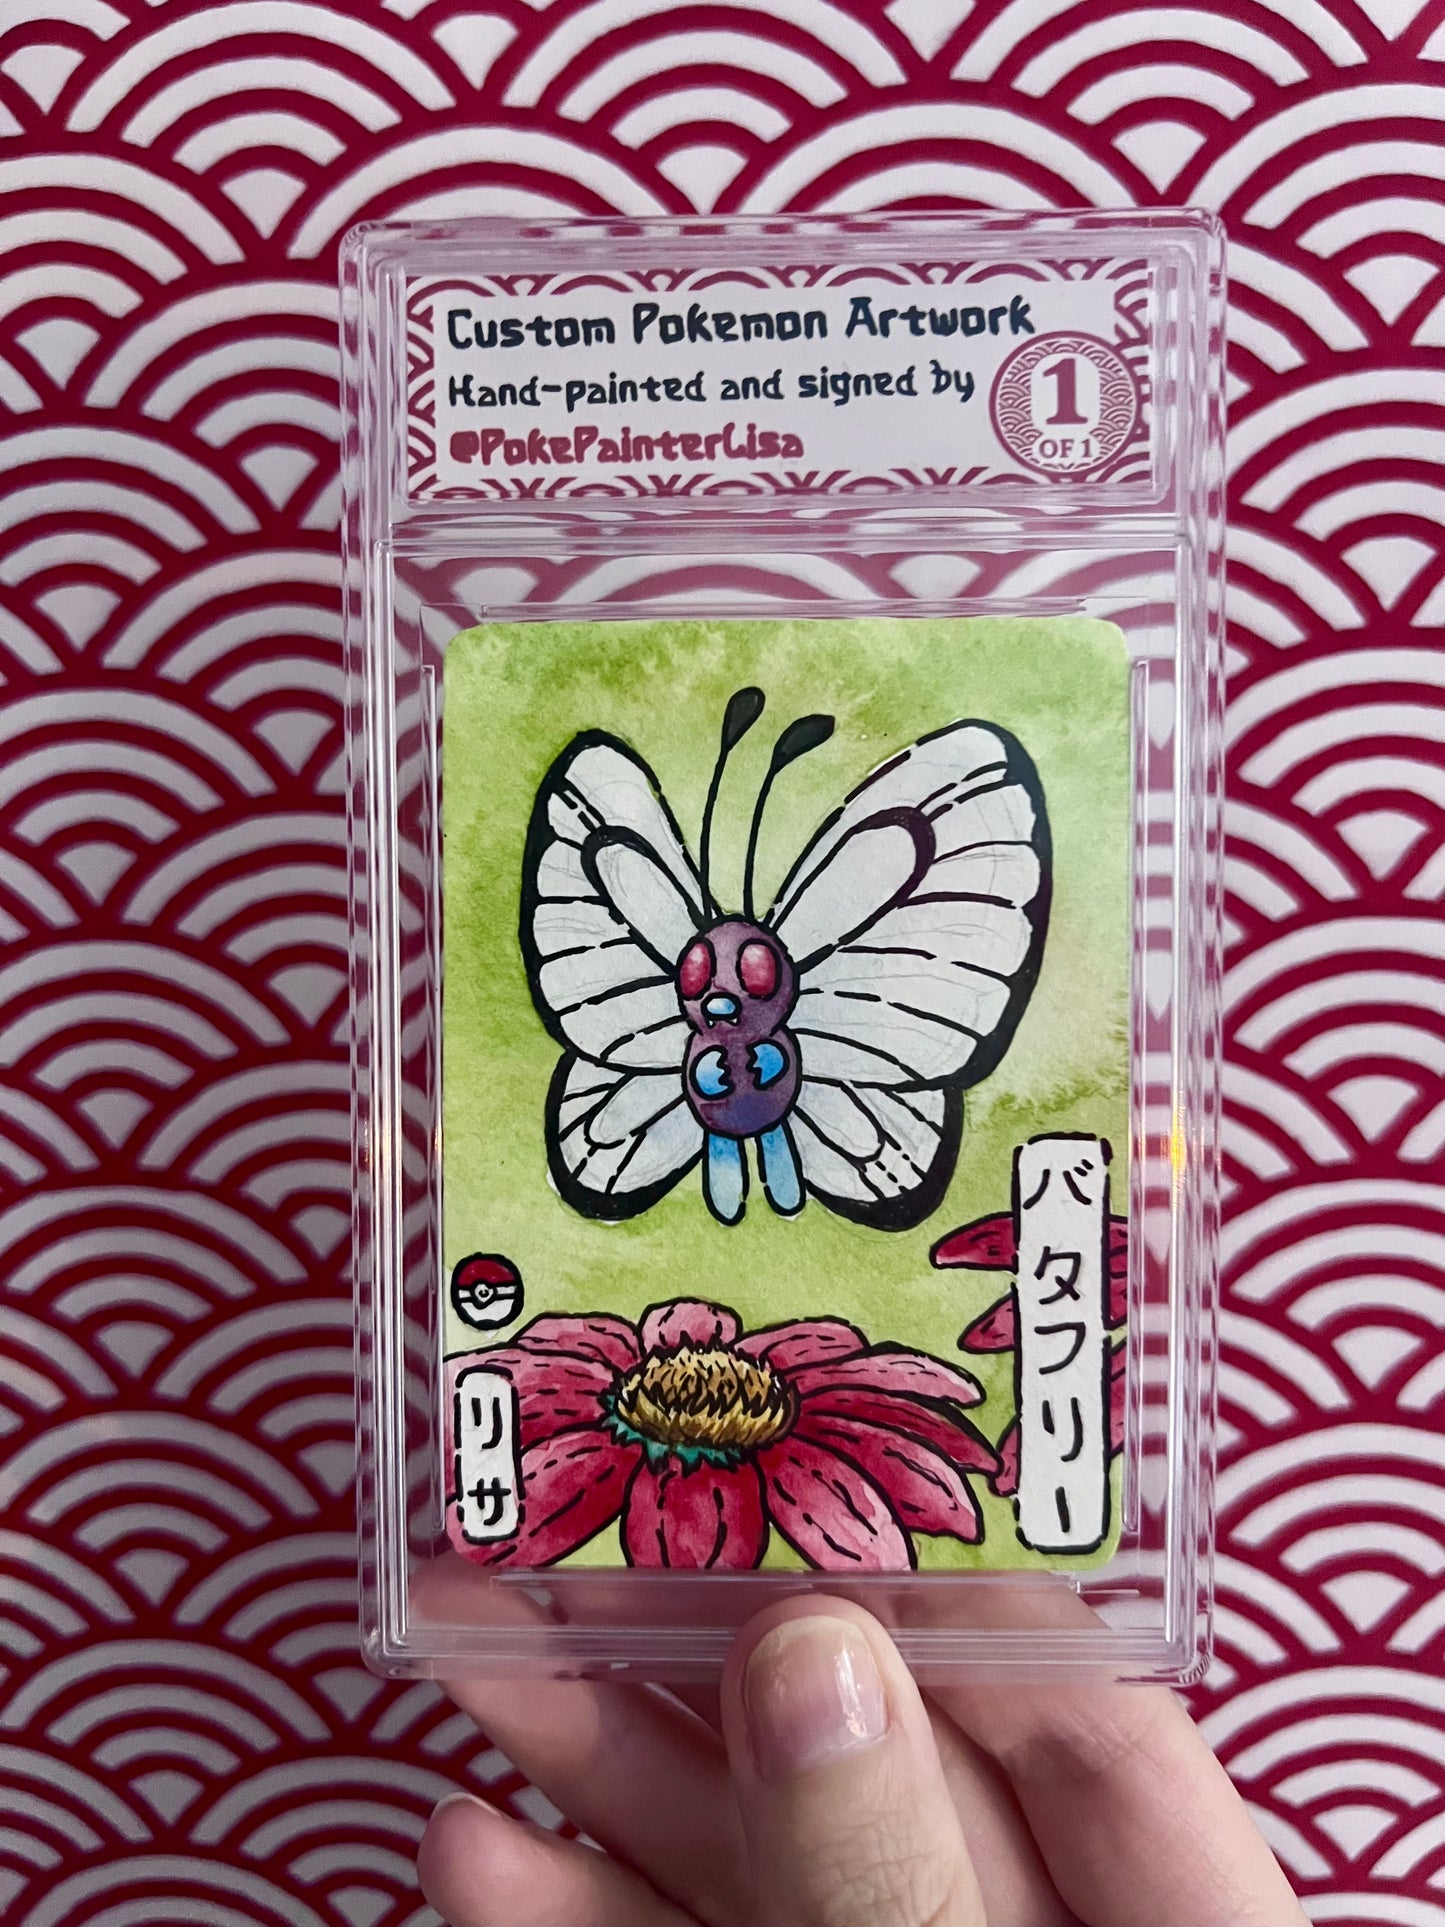 Custom Pokemon Artwork
Hand-painted and signed by
@PokePainterLisa
1
OF 1
バタフリー
リサ